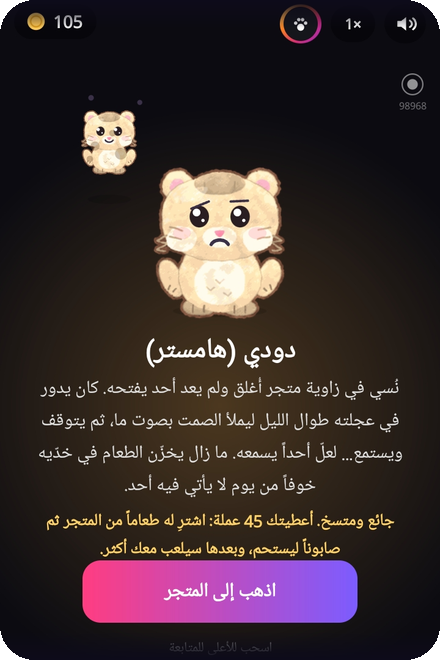 105
1×
98968
دودي (هامستر)
نُسي في زاوية متجر أغلق ولم يعد أحد يفتحه. كان يدور
في عجلته طوال الليل ليملأ الصمت بصوت ما، ثم يتوقف
ويستمع... لعلّ أحداً يسمعه. ما زال يخزّن الطعام في خدّيه
خوفاً من يوم لا يأتي فيه أحد.
جائع ومتسخ. أعطيتك 45 عملة: اشترِ له طعاماً من المتجر ثم
صابوناً ليستحم، وبعدها سيلعب معك أكثر.
اذهب إلى المتجر
اسحب للأعلى للمتابعة